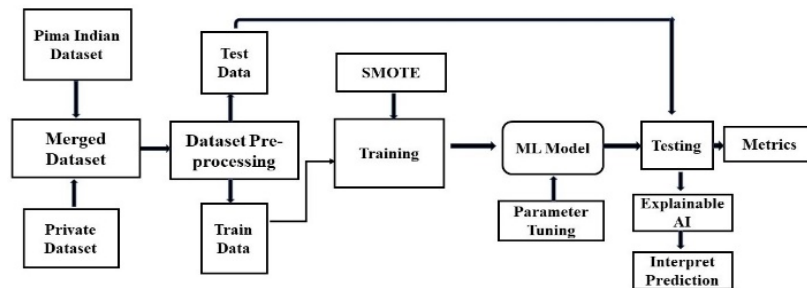 Pima Indian
Dataset
Test
Data
SMOTE
Merged
Dataset
Dataset Pre-
processing
Training
ML Model
Testing
Metrics
Private
Dataset
Train
Data
Parameter
Tuning
Explainable
AI
Interpret
Prediction